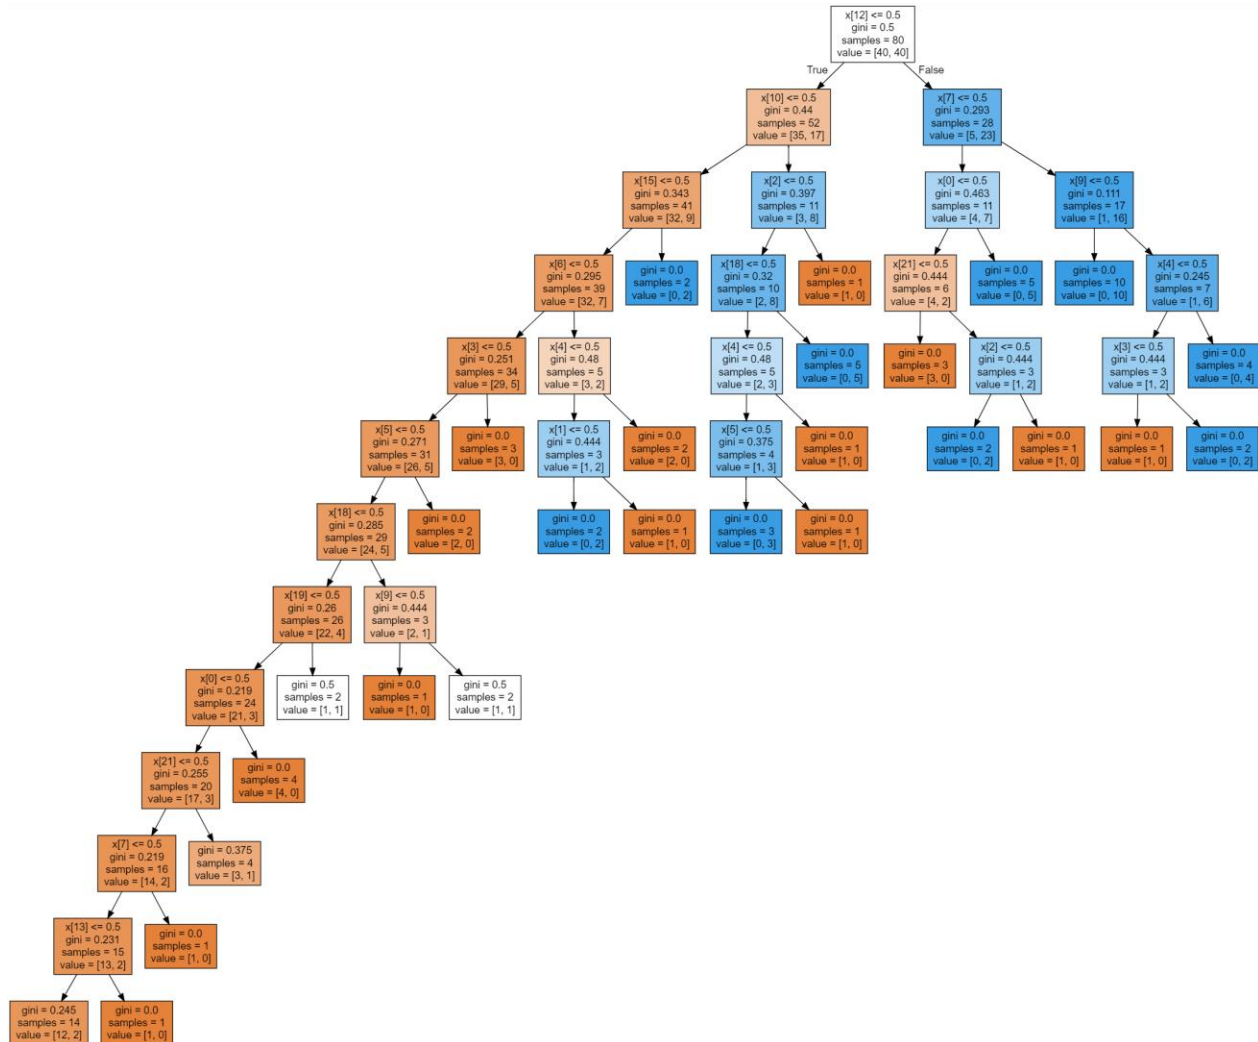 x[12] <= 0.5
gini = 0.5
samples = 80
value = [40, 40]
True
False
x[10] <= 0.5
gini = 0.44
samples = 52
value = [35, 17]
x[7] <= 0.5
gini = 0.293
samples = 28
value = [5, 23]
x[15] <= 0.5
gini = 0.343
samples = 41
value = [32, 9]
x[2] <= 0.5
gini = 0.397
samples = 11
value = [3, 8]
x[0] <= 0.5
gini = 0.463
samples = 11
value = [4, 7]
x[9] <= 0.5
gini = 0.111
samples = 17
value = [1, 16]
x[6] <= 0.5
gini = 0.295
samples = 39
value = [32, 7]
gini = 0.0
samples = 2
value = [0, 2]
x[18] <= 0.5
gini = 0.32
samples = 10
value = [2, 8]
gini = 0.0
samples = 1
value = [1, 0]
x[21] <= 0.5
gini = 0.444
samples = 6
value = [4, 2]
gini = 0.0
samples = 5
value = [0, 5]
gini = 0.0
samples = 10
value = [0, 10]
x[4] <= 0.5
gini = 0.245
samples = 7
value = [1, 6]
x[3] <= 0.5
gini = 0.251
samples = 34
value = [29, 5]
x[4] <= 0.5
gini = 0.48
samples = 5
value = [3, 2]
x[4] <= 0.5
gini = 0.48
samples = 5
value = [2, 3]
gini = 0.0
samples = 5
value = [0, 5]
gini = 0.0
samples = 3
value = [3, 0]
x[2] <= 0.5
gini = 0.444
samples = 3
value = [1, 2]
x[3] <= 0.5
gini = 0.444
samples = 3
value = [1, 2]
gini = 0.0
samples = 4
value = [0, 4]
x[5] <= 0.5
gini = 0.271
samples = 31
value = [26, 5]
gini = 0.0
samples = 3
value = [3, 0]
x[1] <= 0.5
gini = 0.444
samples = 3
value = [1, 2]
gini = 0.0
samples = 2
value = [2, 0]
x[5] <= 0.5
gini = 0.375
samples = 4
value = [1, 3]
gini = 0.0
samples = 1
value = [1, 0]
gini = 0.0
samples = 2
value = [0, 2]
gini = 0.0
samples = 1
value = [1, 0]
gini = 0.0
samples = 1
value = [1, 0]
gini = 0.0
samples = 2
value = [0, 2]
x[18] <= 0.5
gini = 0.285
samples = 29
value = [24, 5]
gini = 0.0
samples = 2
value = [2, 0]
gini = 0.0
samples = 2
value = [0, 2]
gini = 0.0
samples = 1
value = [1, 0]
gini = 0.0
samples = 3
value = [0, 3]
gini = 0.0
samples = 1
value = [1, 0]
x[19] <= 0.5
gini = 0.26
samples = 26
value = [22, 4]
x[9] <= 0.5
gini = 0.444
samples = 3
value = [2, 1]
x[0] <= 0.5
gini = 0.219
samples = 24
value = [21, 3]
gini = 0.5
samples = 2
value = [1, 1]
gini = 0.0
samples = 1
value = [1, 0]
gini = 0.5
samples = 2
value = [1, 1]
x[21] <= 0.5
gini = 0.255
samples = 20
value = [17, 3]
gini = 0.0
samples = 4
value = [4, 0]
x[7] <= 0.5
gini = 0.219
samples = 16
value = [14, 2]
gini = 0.375
samples = 4
value = [3, 1]
x[13] <= 0.5
gini = 0.231
samples = 15
value = [13, 2]
gini = 0.0
samples = 1
value = [1, 0]
gini = 0.245
samples = 14
value = [12, 2]
gini = 0.0
samples = 1
value = [1, 0]